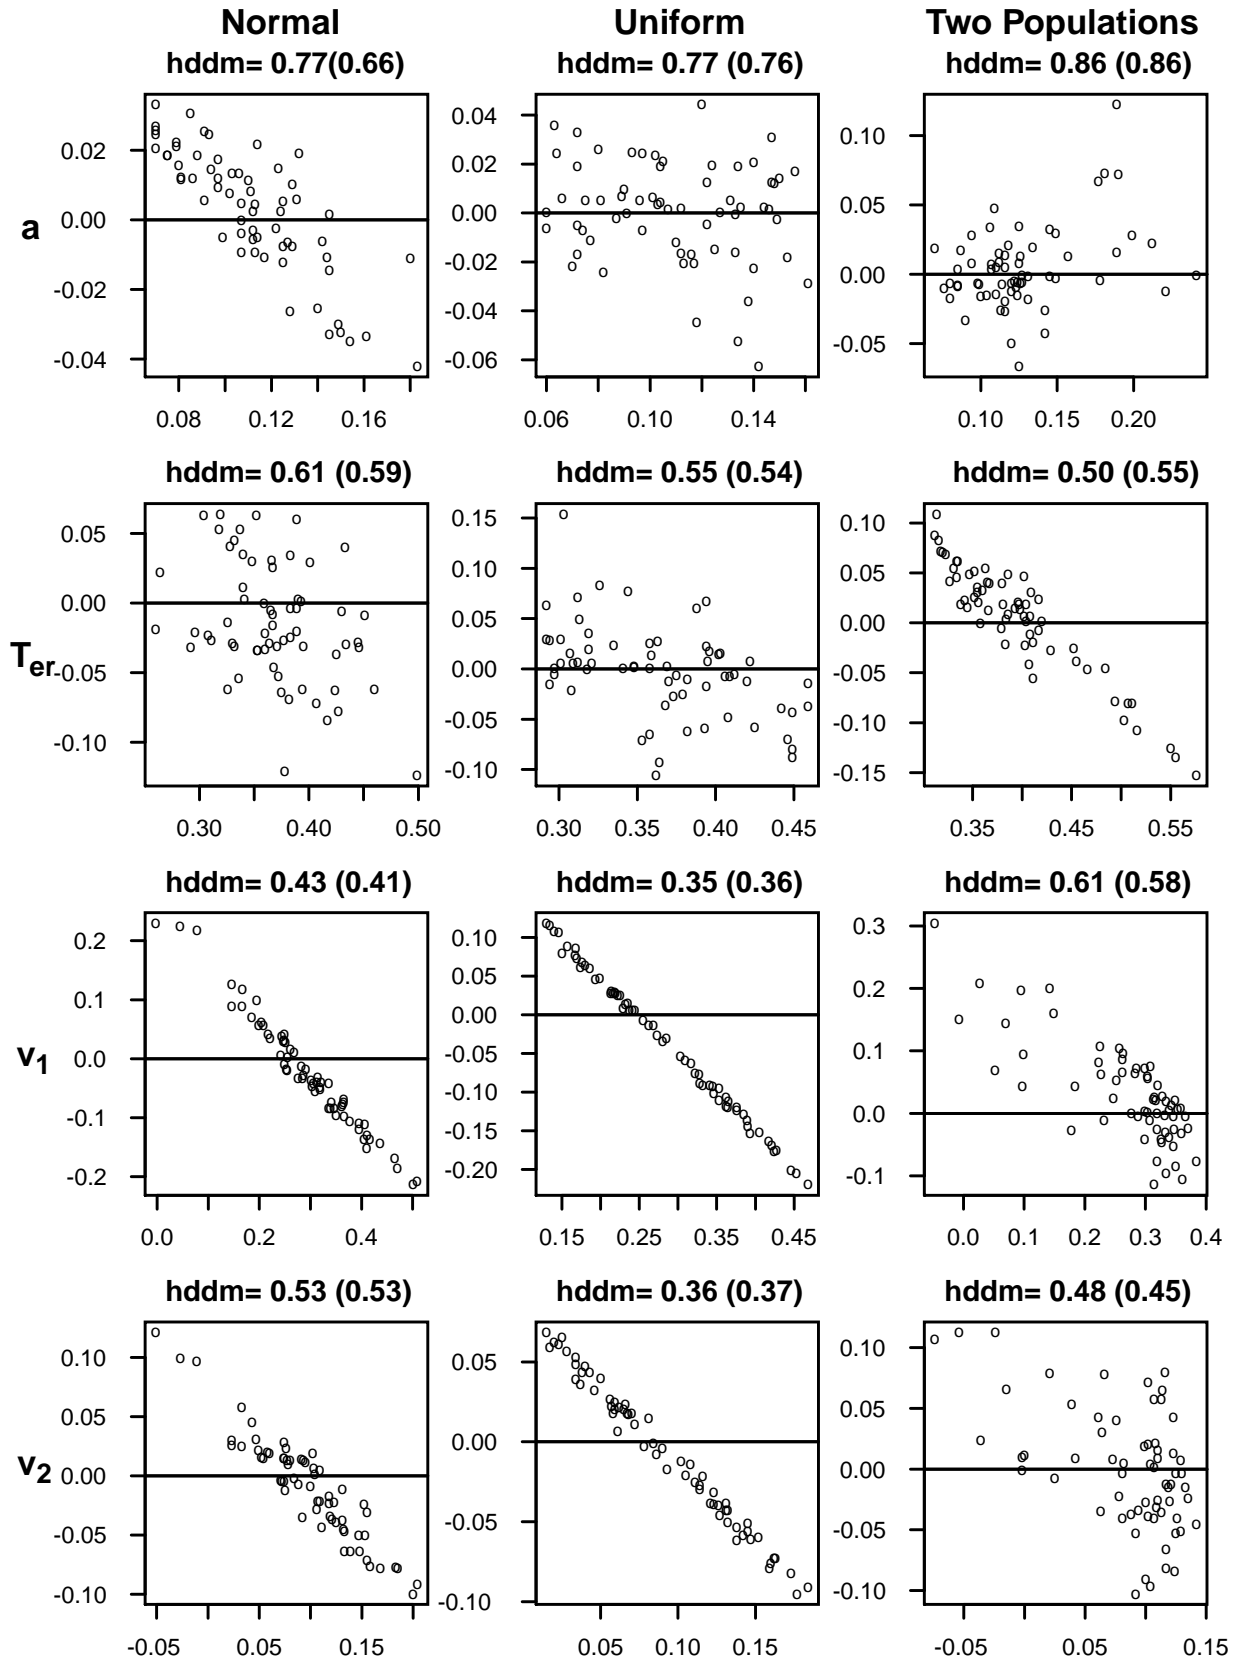 Normal Uniform Two Populations
hddm= 0.77(0.66) hddm= 0.77 (0.76) hddm= 0.86 (0.86)
a
0.02 0.00 -0.02 -0.04
0.08 0.12 0.16
0.04 0.02 0.00 -0.02 -0.04 -0.06
0.06 0.10 0.14
0.10 0.05 0.00 -0.05
0.10 0.15 0.20
hddm= 0.61 (0.59) hddm= 0.55 (0.54) hddm= 0.50 (0.55)
Ter
0.05 0.00 -0.05 -0.10
0.30 0.40 0.50
0.15 0.10 0.05 0.00 -0.05 -0.10
0.30 0.35 0.40 0.45
0.10 0.05 0.00 -0.05 -0.10 -0.15
0.35 0.45 0.55
hddm= 0.43 (0.41) hddm= 0.35 (0.36) hddm= 0.61 (0.58)
v1
0.2 0.1 0.0 -0.1 -0.2
0.0 0.2 0.4
0.10 0.05 0.00 -0.05 -0.10 -0.15 -0.20
0.15 0.25 0.35 0.45
0.3 0.2 0.1 0.0 -0.1
0.0 0.1 0.2 0.3 0.4
hddm= 0.53 (0.53) hddm= 0.36 (0.37) hddm= 0.48 (0.45)
v2
0.10 0.05 0.00 -0.05 -0.10
-0.05 0.05 0.15
0.05 0.00 -0.05 -0.10
0.05 0.10 0.15
0.10 0.05 0.00 -0.05 -0.10
-0.05 0.05 0.15